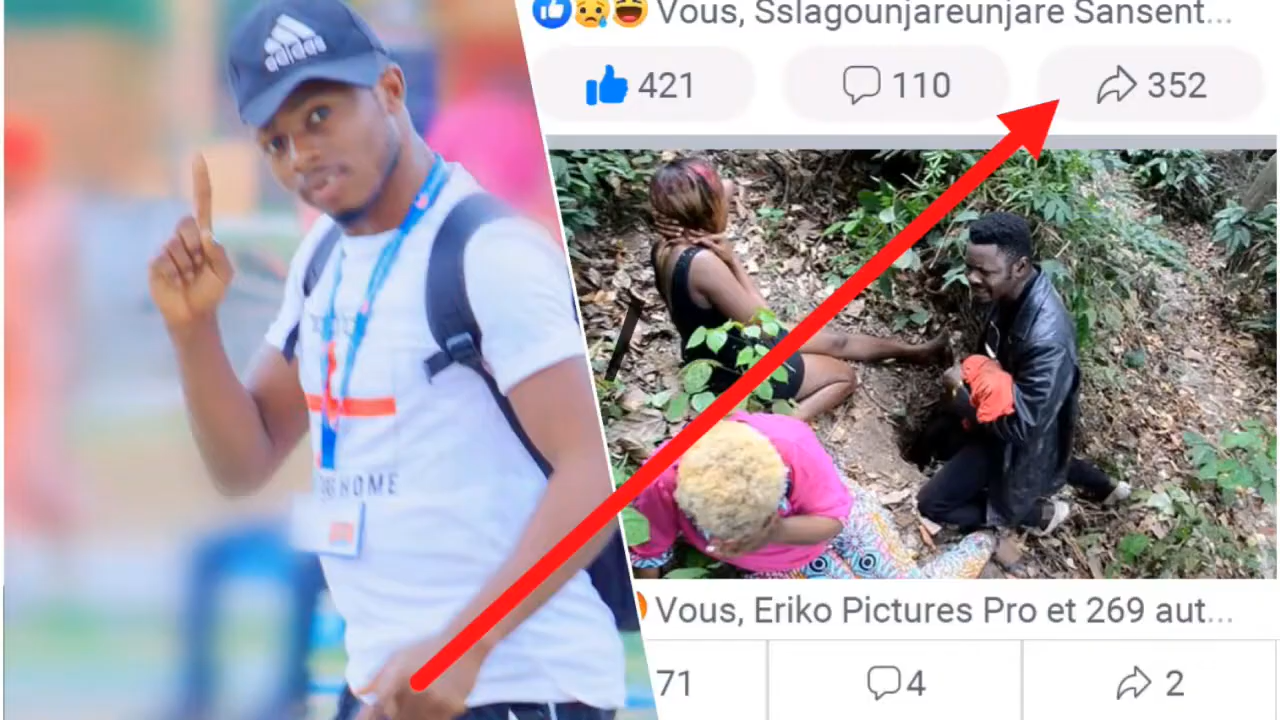 adidas
HOME
Vous, Sslagounjareunjare Sansent...
421
110
352
Vous, Eriko Pictures Pro et 269 aut...
71
4
2